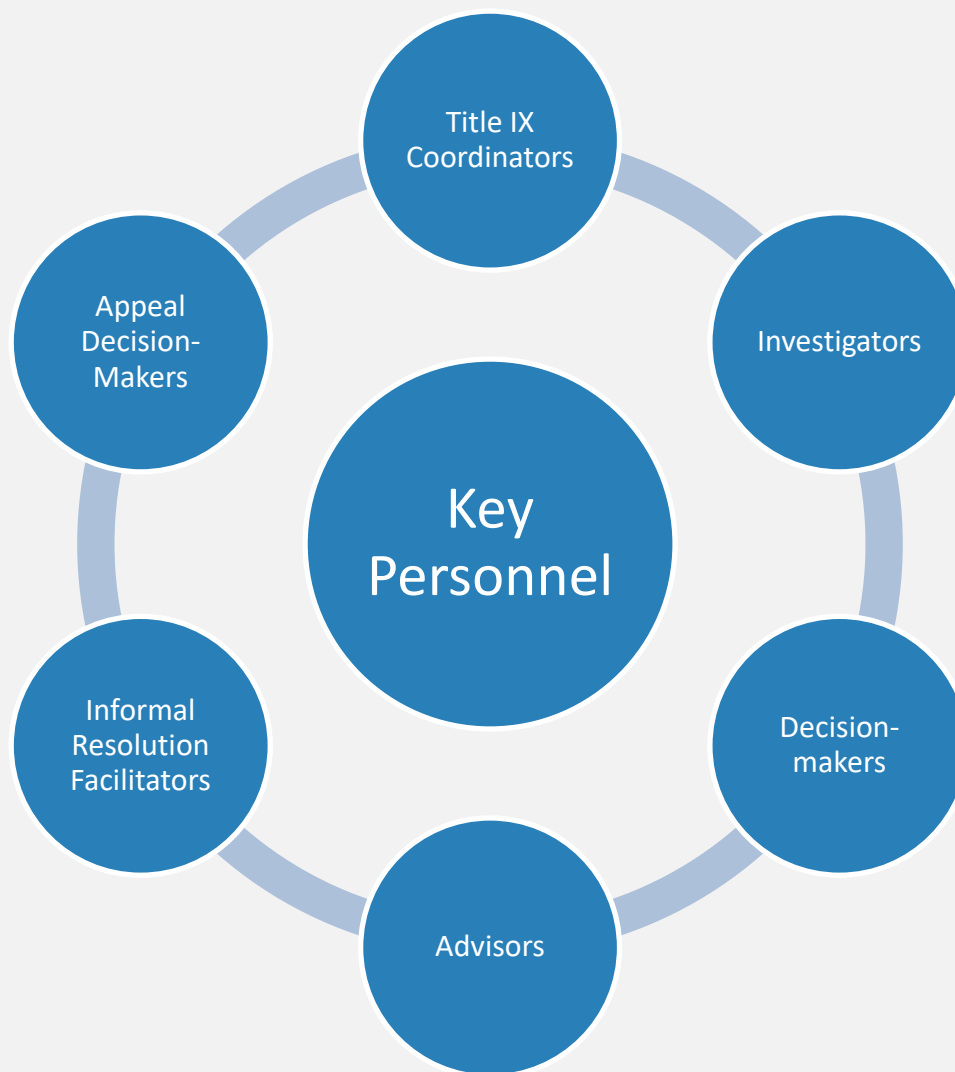 Title IX
Coordinators
Investigators
Decision-
makers
Advisors
Informal
Resolution
Facilitators
Appeal
Decision-
Makers
Key
Personnel